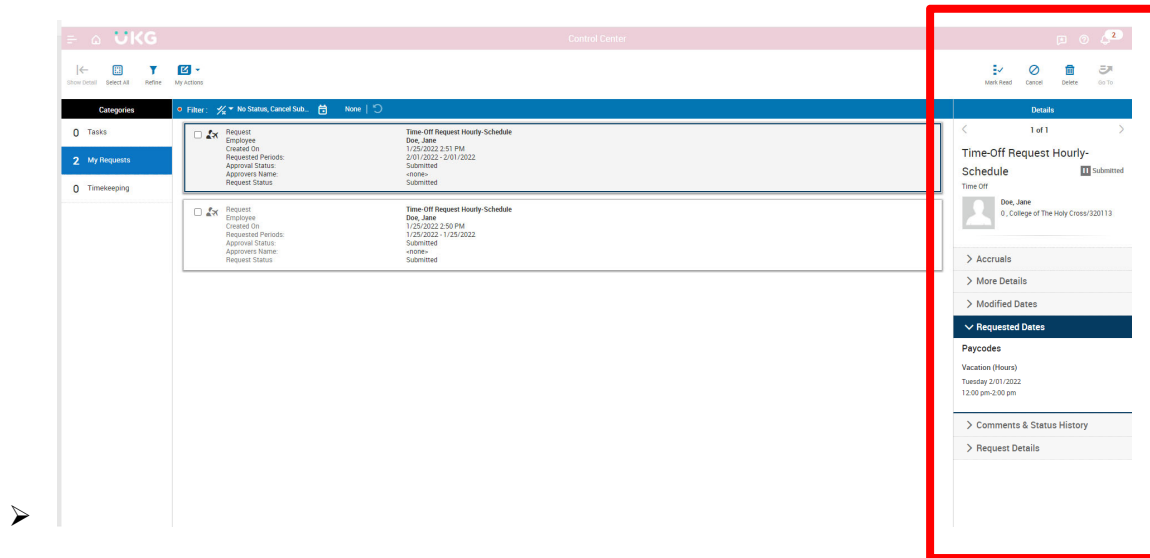 UKG
Control Center
2
Show Detail Select All Refine My Actions
Mark Read Cancel Delete Go To
Categories
Filter : No Status, Cancel Sub... None
Details
0 Tasks
2 My Requests
0 Timekeeping
Request Time-Off Request Hourly-Schedule
Employee Doe, Jane
Created On 1/25/2022 2:51 PM
Requested Periods: 2/01/2022 - 2/01/2022
Approval Status: Submitted
Approvers Name: <none>
Request Status Submitted
Request Time-Off Request Hourly-Schedule
Employee Doe, Jane
Created On 1/25/2022 2:50 PM
Requested Periods: 1/25/2022 - 1/25/2022
Approval Status: Submitted
Approvers Name: <none>
Request Status Submitted
1 of 1
Time-Off Request Hourly-
Schedule Submitted
Time Off
Doe, Jane
0 , College of The Holy Cross/320113
Accruals
More Details
Modified Dates
Requested Dates
Paycodes
Vacation (Hours)
Tuesday 2/01/2022
12:00 pm-2:00 pm
Comments & Status History
Request Details